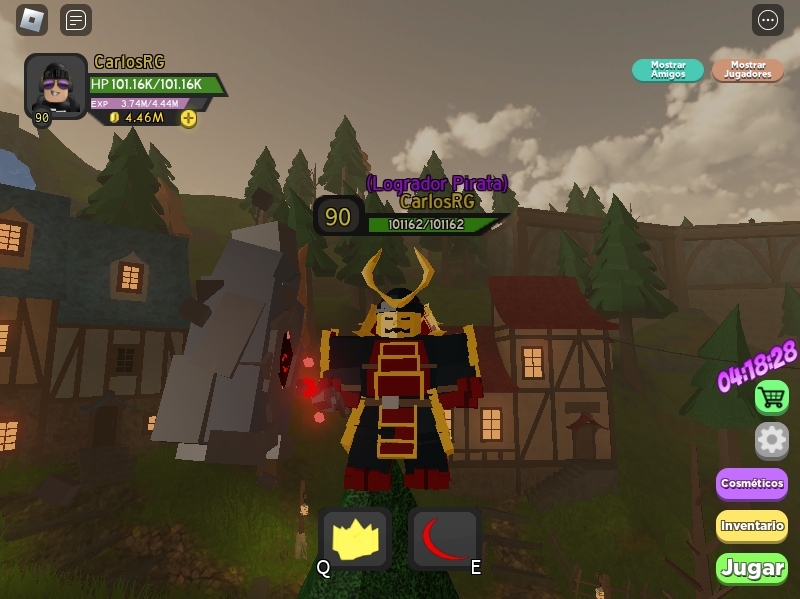 CarlosRG
HP 101.16K/101.16K
EXP 3.74M/4.44M
90
4.46M
Mostrar
Amigos
Mostrar
Jugadores
(Logrador Pirata)
CarlosRG
90
101162/101162
04:18:28
Cosméticos
Inventario
Jugar
Q
E